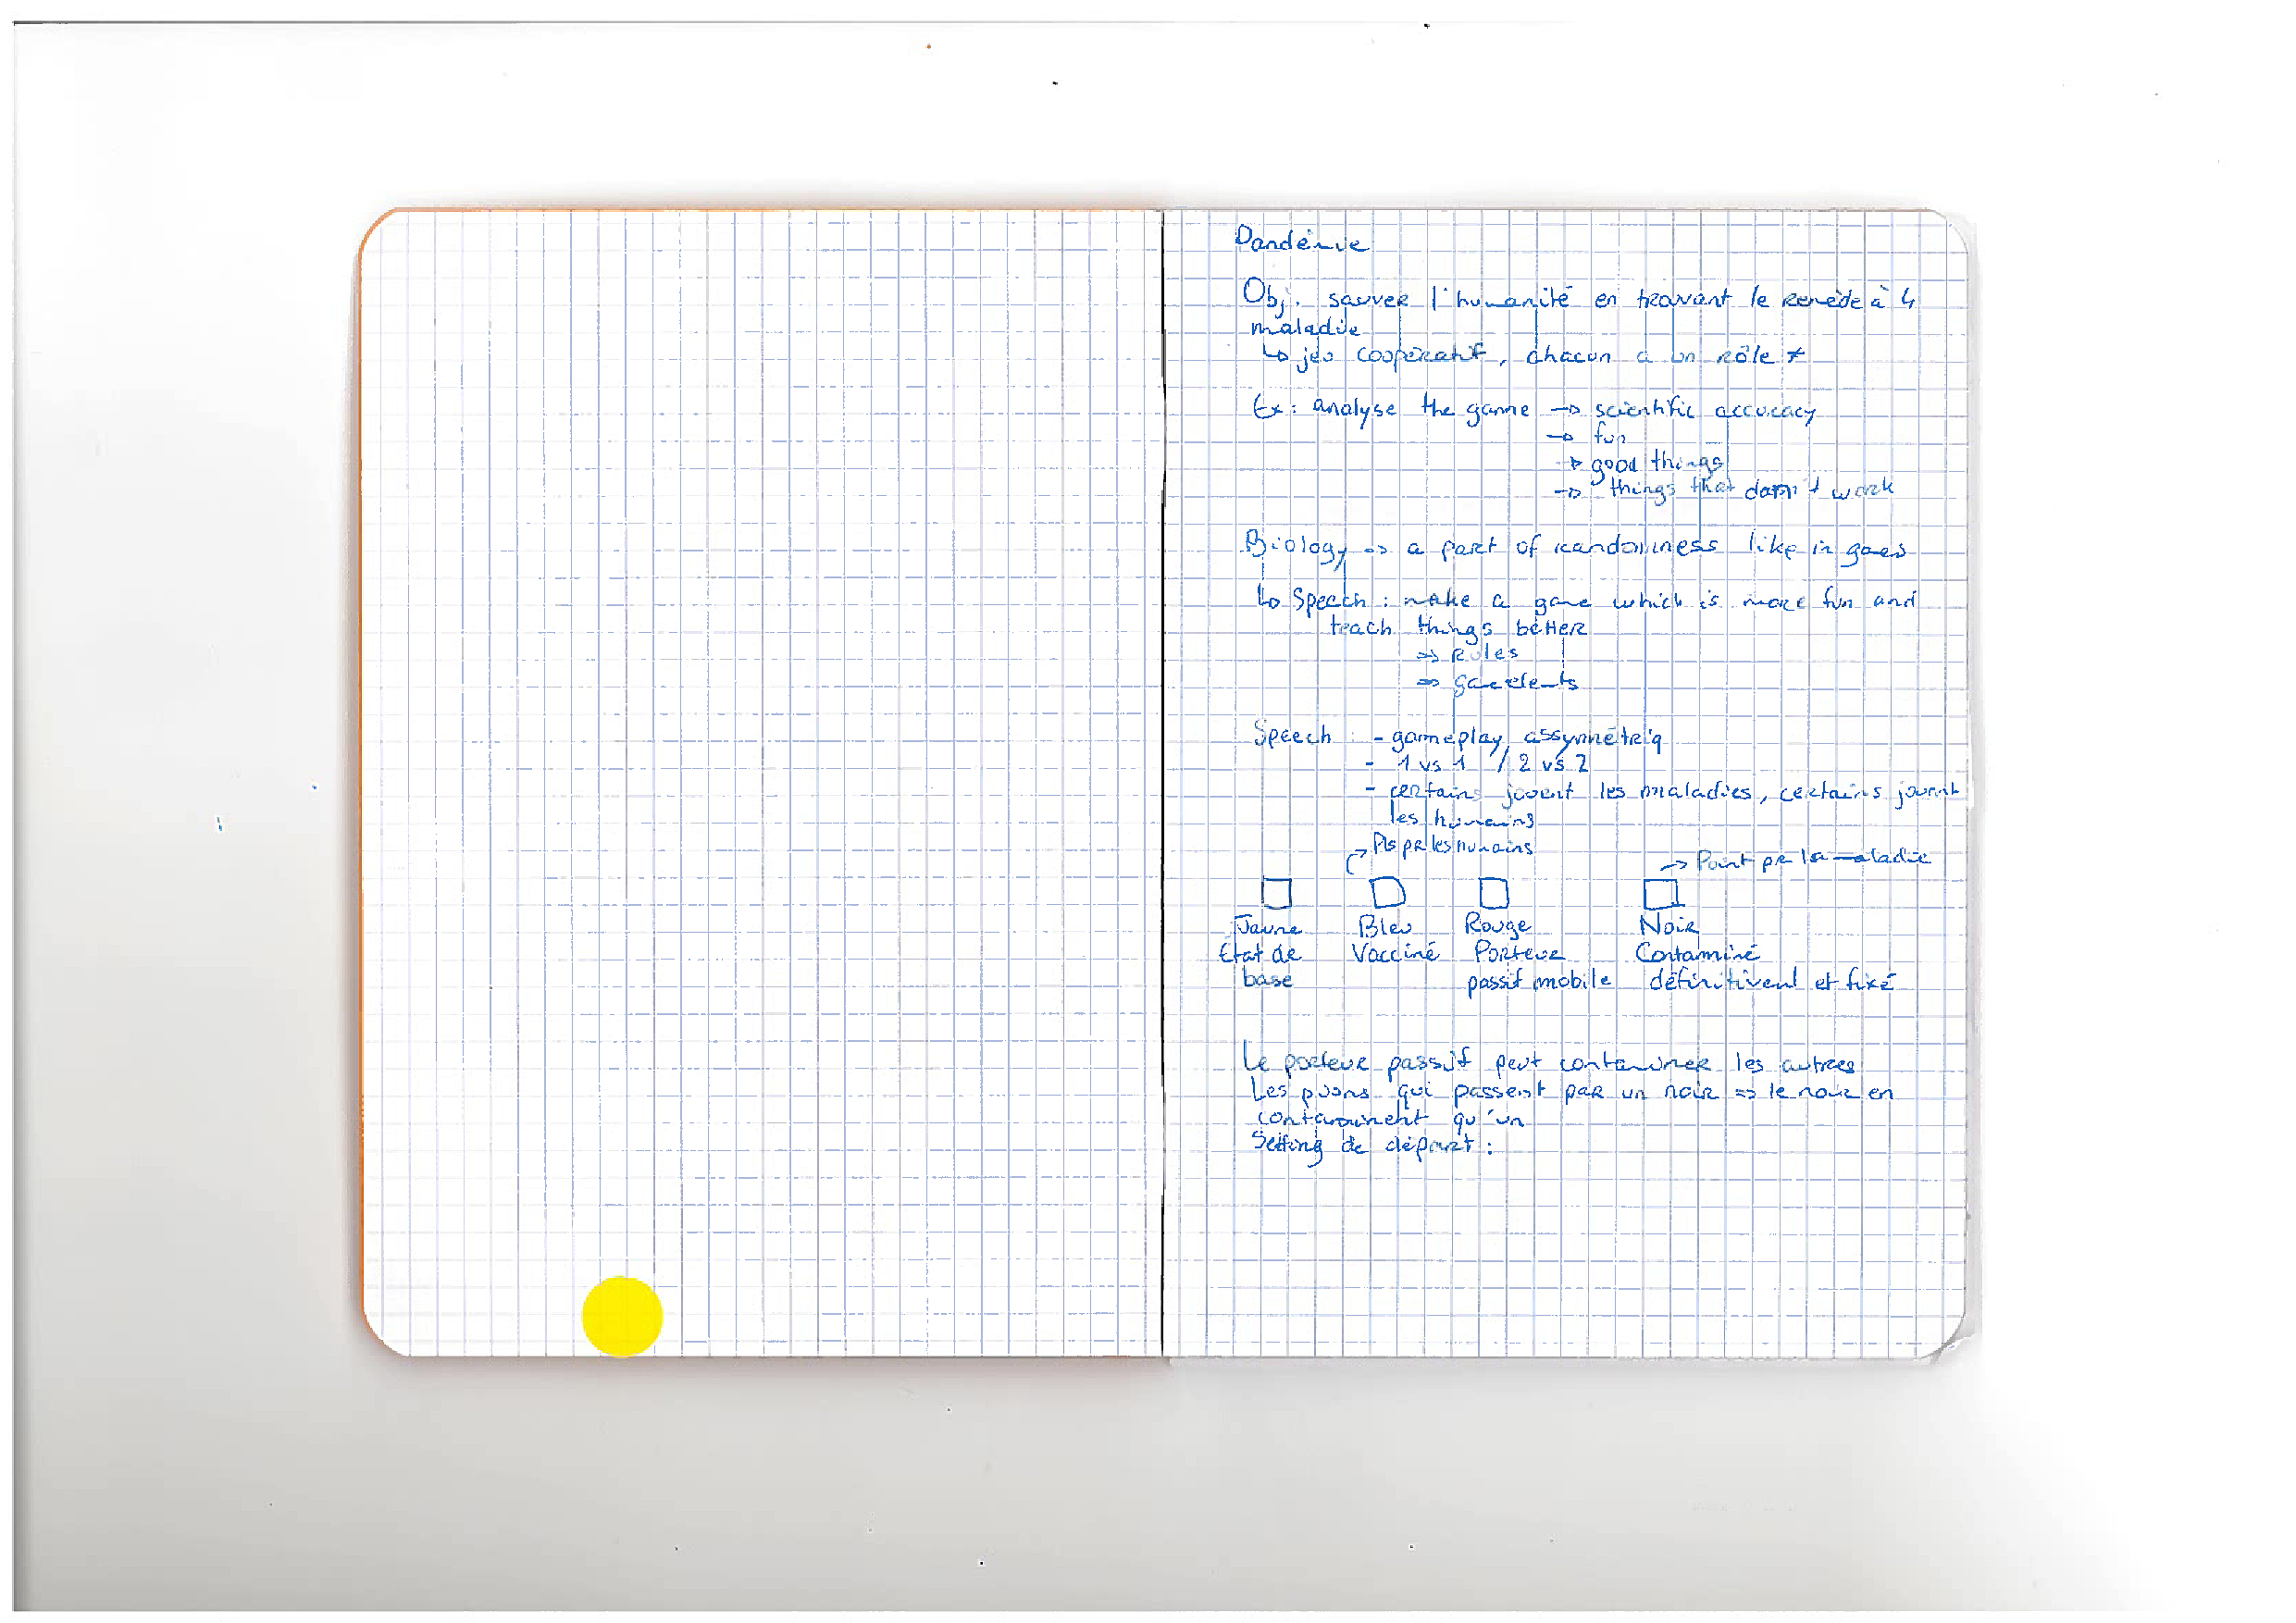 Pandémie
Obj. sauver l'humanité en trouvant le remède à 4
maladie
↳ jeu coopératif, chacun a un rôle ≠
Ex: analyse the game → scientific accuracy
→ fun
→ good things
→ things that work
Biology => a part of randomness like in games
↳ Speech : make a game which is more fun and
teach things better
=> Rules
=> game elements
Speech : - gameplay assymétriq
- 1 vs 1 / 2 vs 2
- certains jouent les maladies, certains jouent
les humains
→ Pts pr les humains
→ Point pr la maladie
Jaune Bleu Rouge Noir
Etat de Vacciné Porteur Contaminé
base passif mobile définitivent et fixé
Le porteur passif peut contaminer les autres
Les pions qui passent par un noir => le noir en
contaminent qu'un
Setting de départ :